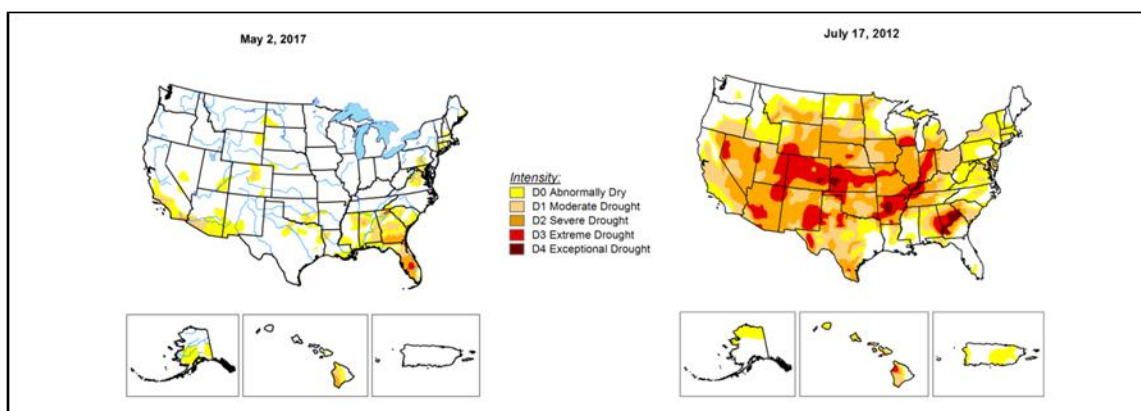 May 2, 2017
July 17, 2012
Intensity:
D0 Abnormally Dry
D1 Moderate Drought
D2 Severe Drought
D3 Extreme Drought
D4 Exceptional Drought